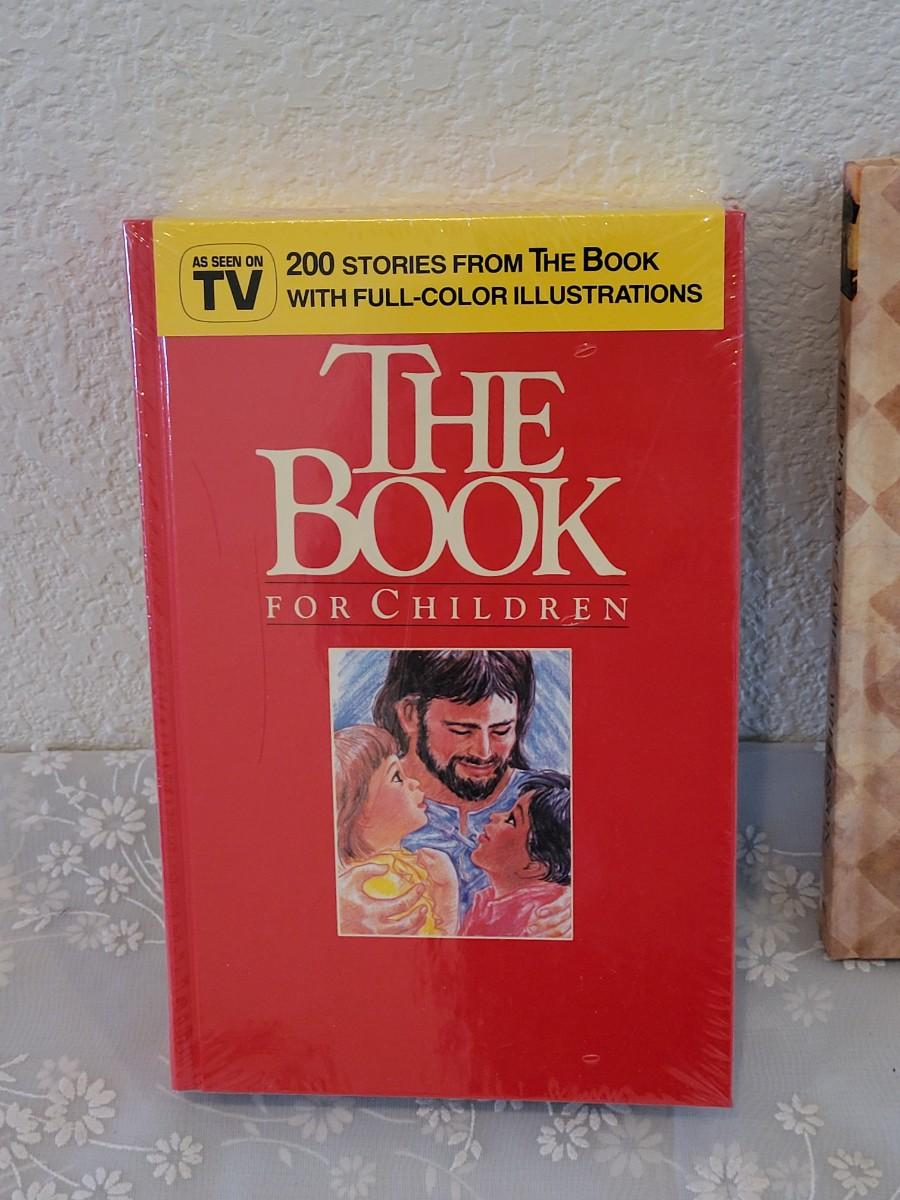 AS SEEN ON
TV
200 STORIES FROM THE BOOK
WITH FULL-COLOR ILLUSTRATIONS
THE
BOOK
FOR CHILDREN